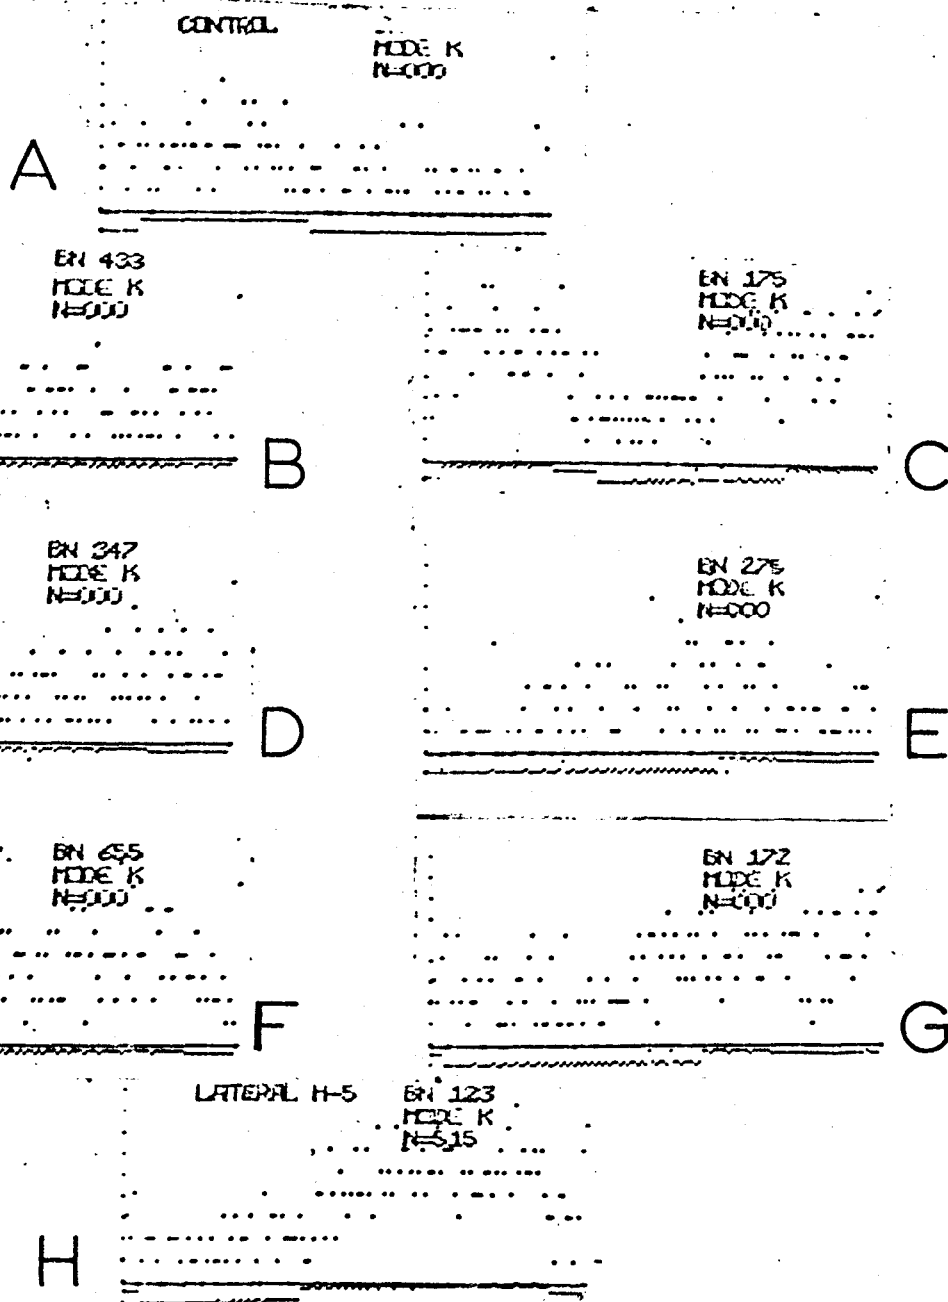 CONTROL
MODE K
N=000
A
BN 433
MODE K
N=000
B
BN 175
MODE K
N=000
C
BN 347
MODE K
N=000
D
BN 275
MODE K
N=000
E
BN 655
MODE K
N=000
F
BN 172
MODE K
N=000
G
LATERAL H-5
BN 123
MODE K
N=515
H